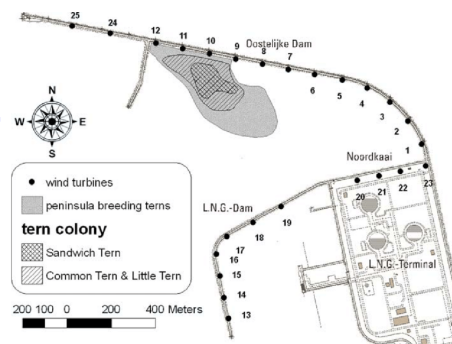 25
24
12
11
10
9
Oostelijke Dam
8
7
6
5
4
3
2
1
N
W E
S
Noordkaai
20 21 22 23
wind turbines
peninsula breeding terns
tern colony
Sandwich Tern
Common Tern & Little Tern
L.N.G.-Dam
19
18
17
16
15
14
13
L.N.G.-Terminal
200 100 0 200 400 Meters